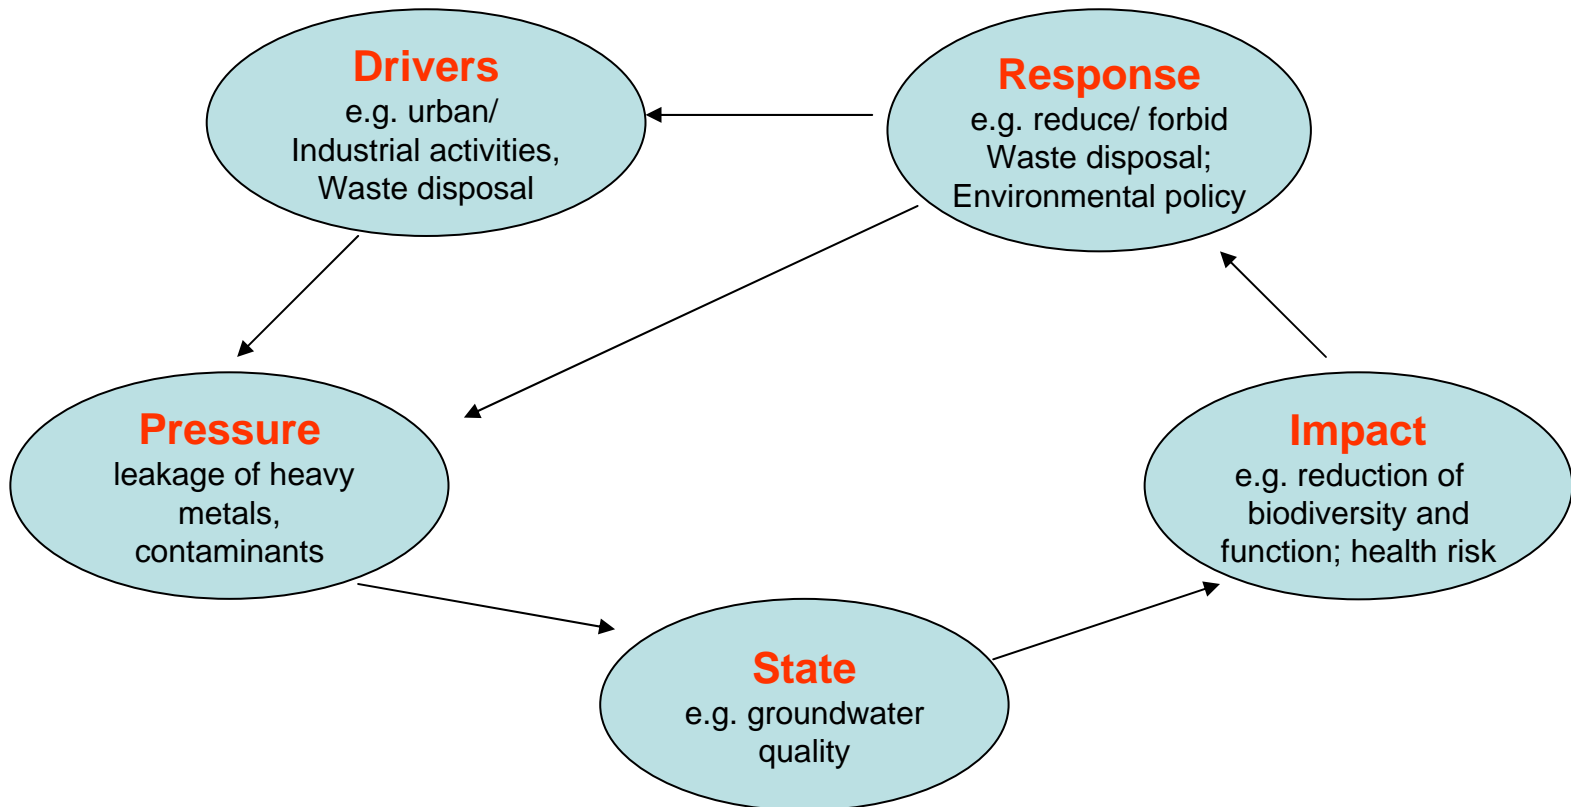 Drivers
e.g. urban/
Industrial activities,
Waste disposal
Response
e.g. reduce/ forbid
Waste disposal;
Environmental policy
Pressure
leakage of heavy
metals,
contaminants
Impact
e.g. reduction of
biodiversity and
function; health risk
State
e.g. groundwater
quality